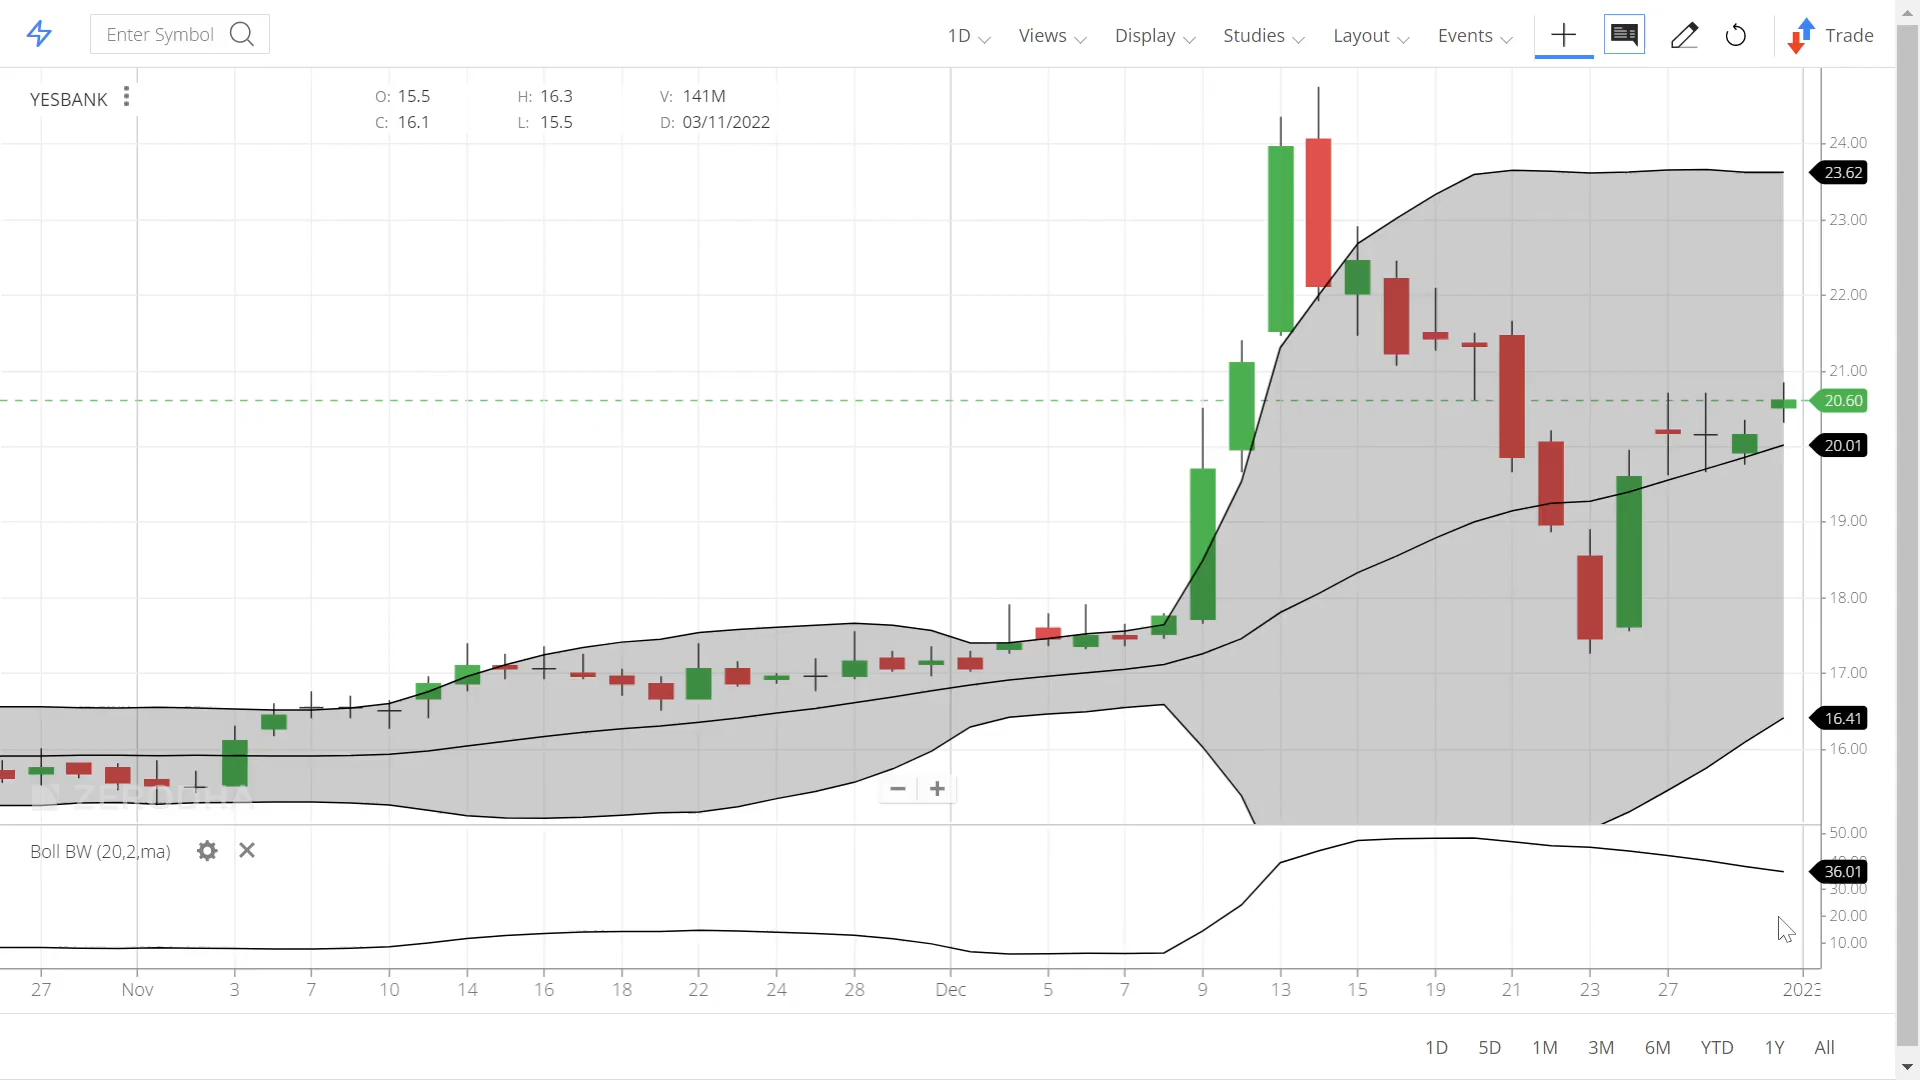 Enter Symbol
1D Views Display Studies Layout Events Trade
YESBANK
O: 15.5 H: 16.3 V: 141M
C: 16.1 L: 15.5 D: 03/11/2022
24.00
23.62
23.00
22.00
21.00
20.60
20.01
19.00
18.00
17.00
16.41
16.00
ZERODHA
Boll BW (20,2,ma)
50.00
36.01
30.00
20.00
10.00
27 Nov 3 7 10 14 16 18 22 24 28 Dec 5 7 9 13 15 19 21 23 27 2023
1D 5D 1M 3M 6M YTD 1Y All